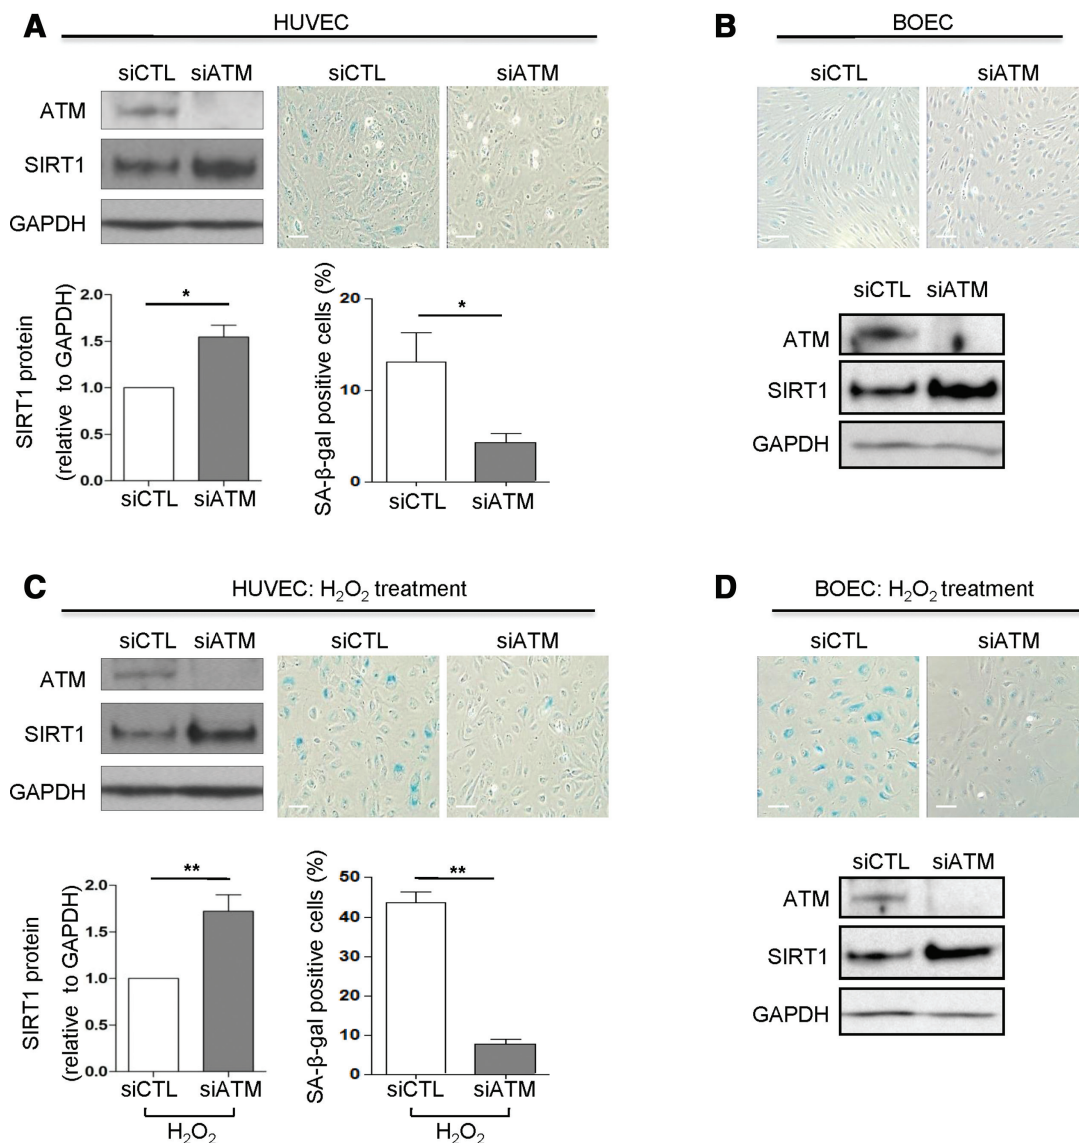 A
HUVEC
siCTL siATM
siCTL
siATM
ATM
SIRT1
GAPDH
SIRT1 protein
(relative to GAPDH)
2.0
1.5
1.0
0.5
0.0
*
siCTL siATM
SA-β-gal positive cells (%)
20
10
0
*
siCTL siATM
B
BOEC
siCTL
siATM
siCTL siATM
ATM
SIRT1
GAPDH
C
HUVEC: H₂O₂ treatment
siCTL siATM
siCTL
siATM
ATM
SIRT1
GAPDH
SIRT1 protein
(relative to GAPDH)
2.0
1.5
1.0
0.5
0.0
**
siCTL siATM
H₂O₂
SA-β-gal positive cells (%)
50
40
30
20
10
0
**
siCTL siATM
H₂O₂
D
BOEC: H₂O₂ treatment
siCTL
siATM
siCTL siATM
ATM
SIRT1
GAPDH